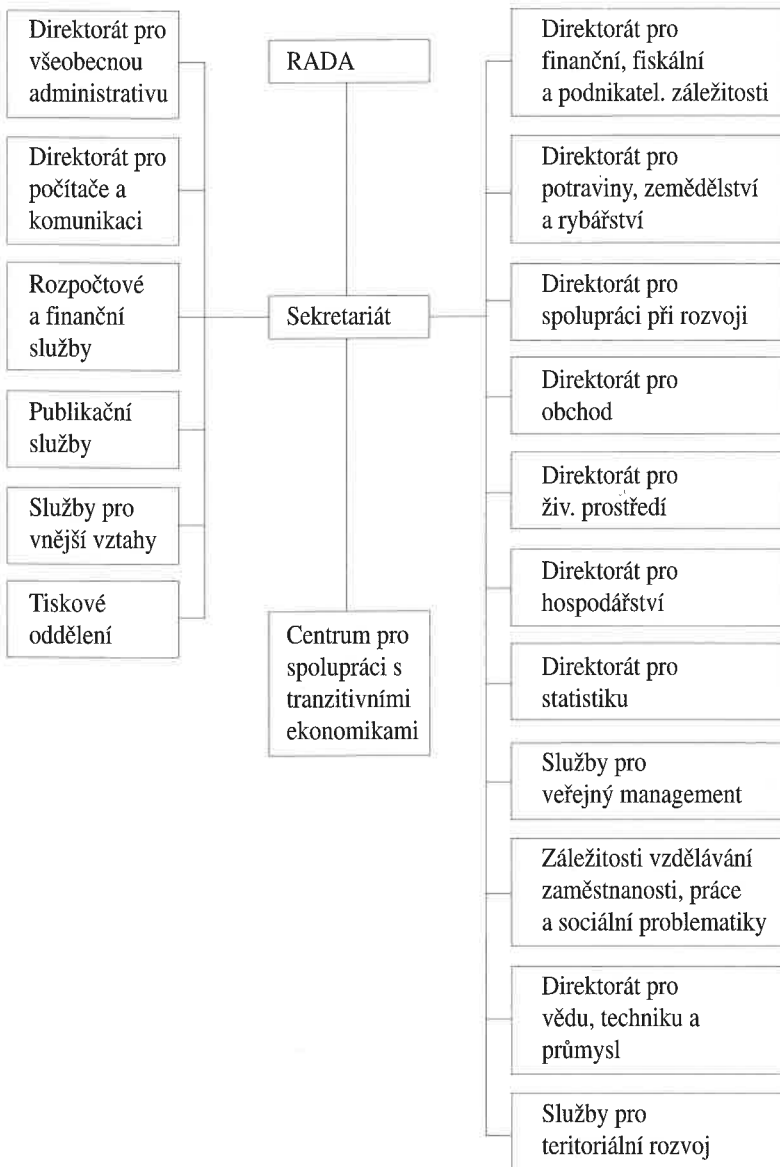 Direktorát pro
všeobecnou
administrativu
Direktorát pro
počítače a
komunikaci
Rozpočtové
a finanční
služby
Publikační
služby
Služby pro
vnější vztahy
Tiskové
oddělení
RADA
Sekretariát
Centrum pro
spolupráci s
tranzitivními
ekonomikami
Direktorát pro
finanční, fiskální
a podnikatel. záležitosti
Direktorát pro
potraviny, zemědělství
a rybářství
Direktorát pro
spolupráci při rozvoji
Direktorát pro
obchod
Direktorát pro
živ. prostředí
Direktorát pro
hospodářství
Direktorát pro
statistiku
Služby pro
veřejný management
Záležitosti vzdělávání
zaměstnanosti, práce
a sociální problematiky
Direktorát pro
vědu, techniku a
průmysl
Služby pro
teritoriální rozvoj